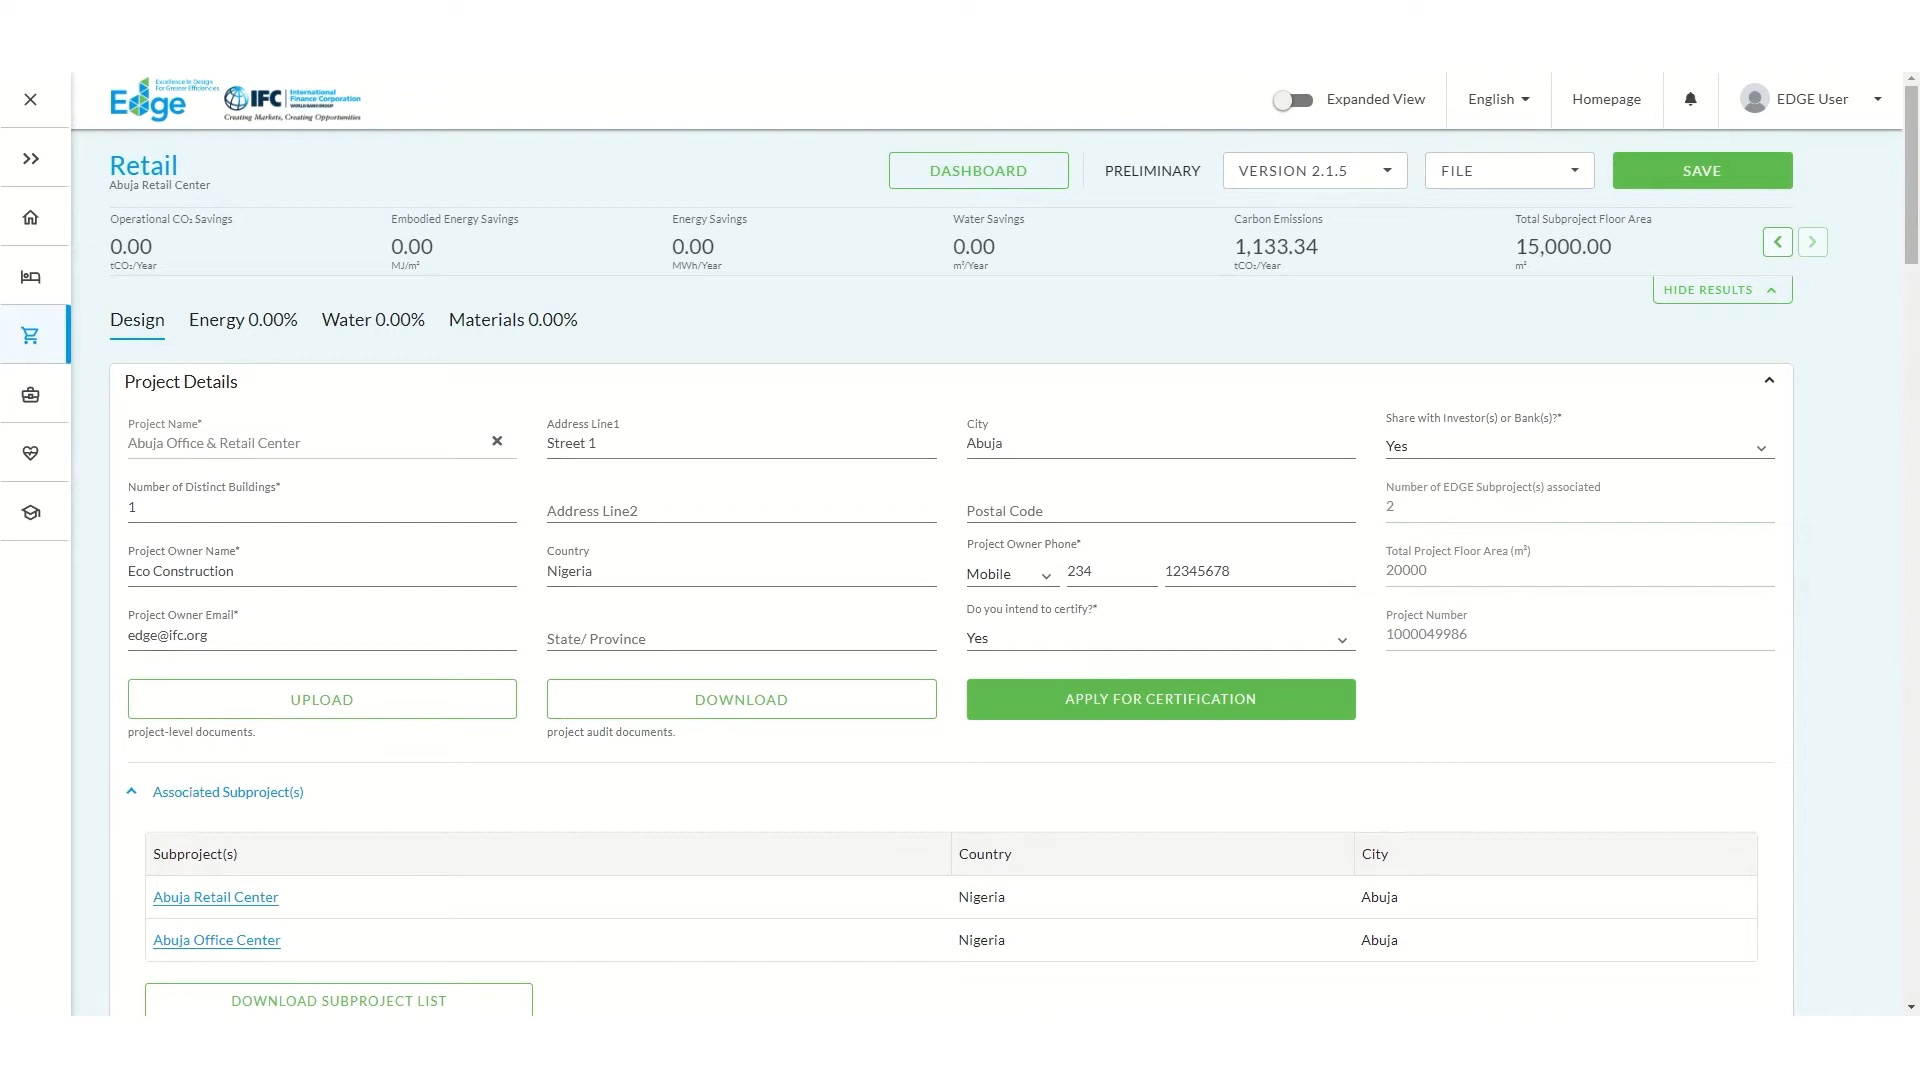 Edge
Excellence in Design
For Greater Efficiencies
IFC International
Finance Corporation
WORLD BANK GROUP
Creating Markets, Creating Opportunities
Expanded View
English
Homepage
EDGE User
Retail
Abuja Retail Center
DASHBOARD
PRELIMINARY
VERSION 2.1.5
FILE
SAVE
Operational CO₂ Savings
0.00
tCO₂/Year
Embodied Energy Savings
0.00
MJ/m²
Energy Savings
0.00
MWh/Year
Water Savings
0.00
m³/Year
Carbon Emissions
1,133.34
tCO₂/Year
Total Subproject Floor Area
15,000.00
m²
HIDE RESULTS
Design Energy 0.00% Water 0.00% Materials 0.00%
Project Details
Project Name*
Abuja Office & Retail Center
Address Line1
Street 1
City
Abuja
Share with Investor(s) or Bank(s)?*
Yes
Number of Distinct Buildings*
1
Address Line2
Postal Code
Number of EDGE Subproject(s) associated
2
Project Owner Name*
Eco Construction
Country
Nigeria
Project Owner Phone*
Mobile 234 12345678
Total Project Floor Area (m²)
20000
Project Owner Email*
edge@ifc.org
State/ Province
Do you intend to certify?*
Yes
Project Number
1000049986
UPLOAD
project-level documents.
DOWNLOAD
project audit documents.
APPLY FOR CERTIFICATION
Associated Subproject(s)
Subproject(s) Country City
Abuja Retail Center Nigeria Abuja
Abuja Office Center Nigeria Abuja
DOWNLOAD SUBPROJECT LIST